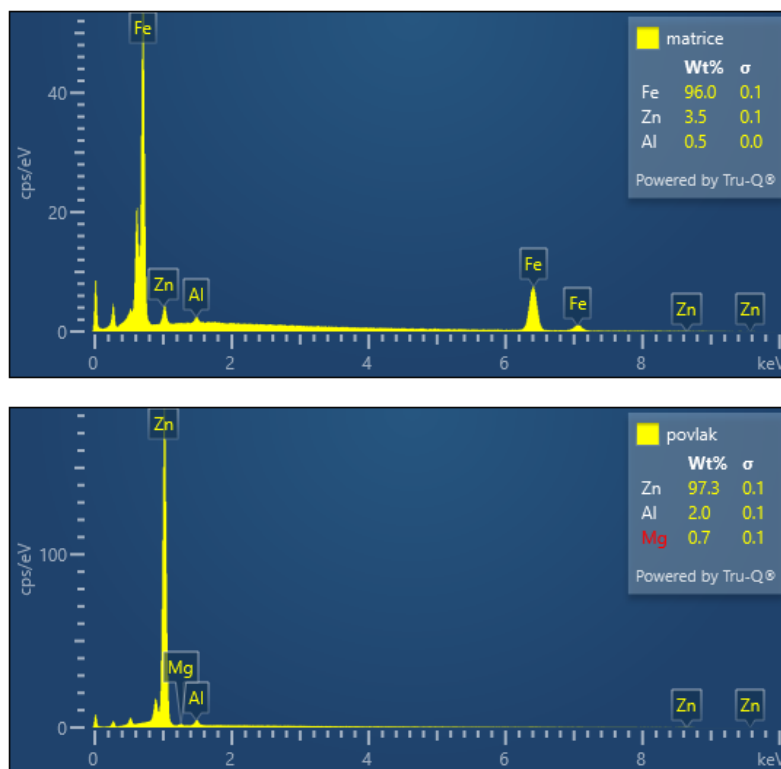 Fe
matrice
Wt% σ
Fe 96.0 0.1
Zn 3.5 0.1
Al 0.5 0.0
Powered by Tru-Q®
40
cps/eV
20
Zn
Al
Fe
Fe
Zn
Zn
0
0 2 4 6 8 keV
Zn
povlak
Wt% σ
Zn 97.3 0.1
Al 2.0 0.1
Mg 0.7 0.1
Powered by Tru-Q®
100
cps/eV
Mg
Al
Zn
Zn
0
0 2 4 6 8 keV